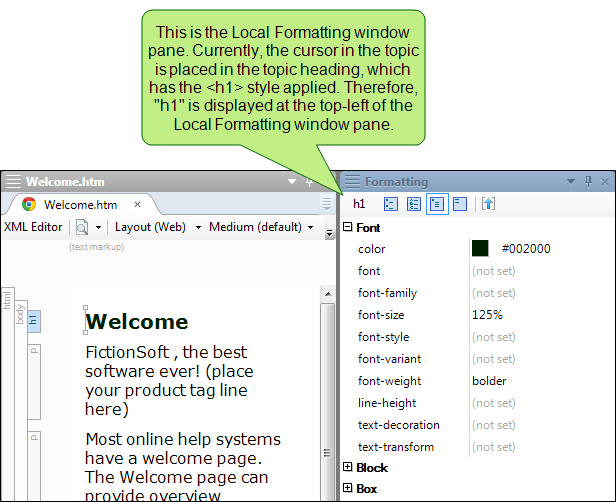 This is the Local Formatting window
pane. Currently, the cursor in the topic
is placed in the topic heading, which
has the <h1> style applied. Therefore,
"h1" is displayed at the top-left of the
Local Formatting window pane.
Welcome.htm
Welcome.htm
XML Editor Layout (Web) Medium (default)
(text markup)
html
body
h1
p
p
Welcome
FictionSoft , the best
software ever! (place
your product tag line
here)
Most online help systems
have a welcome page.
The Welcome page can
provide overview
Formatting
h1
Font
color #002000
font (not set)
font-family (not set)
font-size 125%
font-style (not set)
font-variant (not set)
font-weight bolder
line-height (not set)
text-decoration (not set)
text-transform (not set)
Block
Box